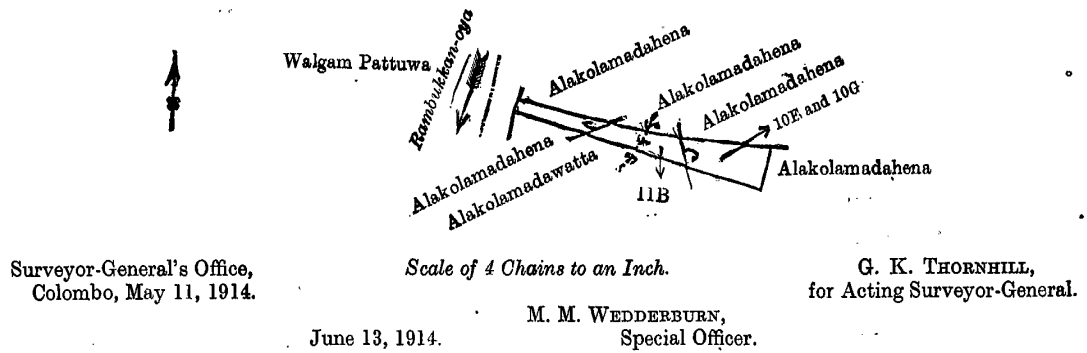 Walgam Pattuwa
Rambukkan-oya
Alakolamadahena
Alakolamadahena
Alakolamadahena
10E and 10G
Alakolamadahena
Alakolamadahena
Alakolamadawatta
11B
Surveyor-General's Office,
Colombo, May 11, 1914.
Scale of 4 Chains to an Inch.
G. K. THORNHILL,
for Acting Surveyor-General.
M. M. WEDDERBURN,
June 13, 1914. Special Officer.